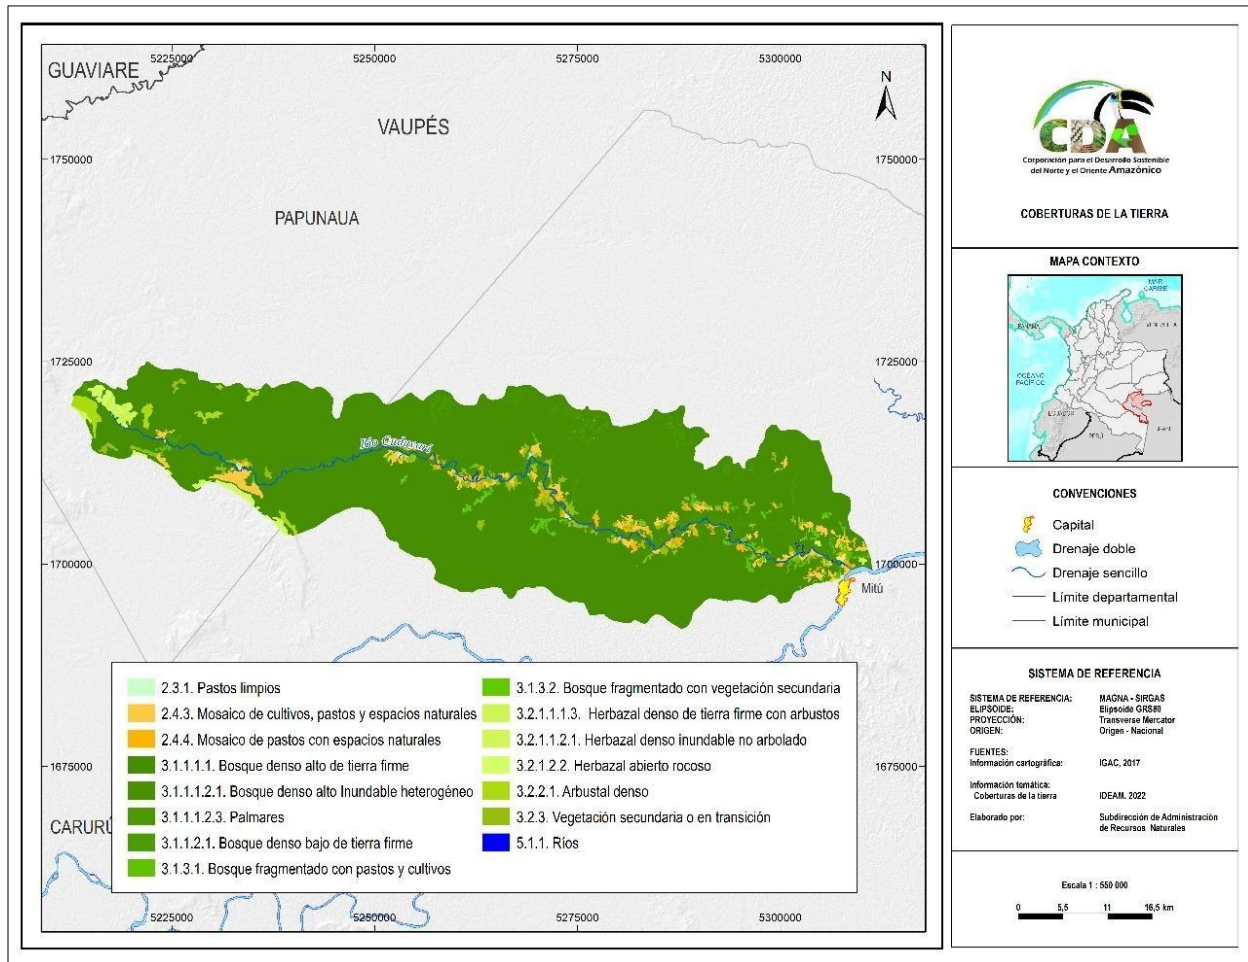 5225000
5250000
5275000
5300000
GUAVIARE
VAUPÉS
N
1750000
1750000
PAPUNAUA
1725000
1725000
Río Cuduyarí
1700000
1700000
Mitú
1675000
1675000
CARURÚ
2.3.1. Pastos limpios
2.4.3. Mosaico de cultivos, pastos y espacios naturales
2.4.4. Mosaico de pastos con espacios naturales
3.1.1.1.1. Bosque denso alto de tierra firme
3.1.1.1.2.1. Bosque denso alto Inundable heterogéneo
3.1.1.1.2.3. Palmares
3.1.1.2.1. Bosque denso bajo de tierra firme
3.1.3.1. Bosque fragmentado con pastos y cultivos
3.1.3.2. Bosque fragmentado con vegetación secundaria
3.2.1.1.1.3. Herbazal denso de tierra firme con arbustos
3.2.1.1.2.1. Herbazal denso inundable no arbolado
3.2.1.2.2. Herbazal abierto rocoso
3.2.2.1. Arbustal denso
3.2.3. Vegetación secundaria o en transición
5.1.1. Ríos
5225000
5250000
5275000
5300000
CDA
Corporación para el Desarrollo Sostenible
del Norte y el Oriente Amazónico
COBERTURAS DE LA TIERRA
MAPA CONTEXTO
MAR
CARIBE
PANAMÁ
OCÉANO
PACÍFICO
ECUADOR
PERÚ
CONVENCIONES
Capital
Drenaje doble
Drenaje sencillo
Límite departamental
Límite municipal
SISTEMA DE REFERENCIA
SISTEMA DE REFERENCIA: MAGNA - SIRGAS
ELIPSOIDE: Elipsoide GRS80
PROYECCIÓN: Transverse Mercator
ORIGEN: Origen - Nacional
FUENTES:
Información cartográfica: IGAC, 2017
Información temática:
Coberturas de la tierra IDEAM, 2022
Elaborado por: Subdirección de Administración
de Recursos Naturales
Escala 1 : 550 000
0 5,5 11 16,5 km